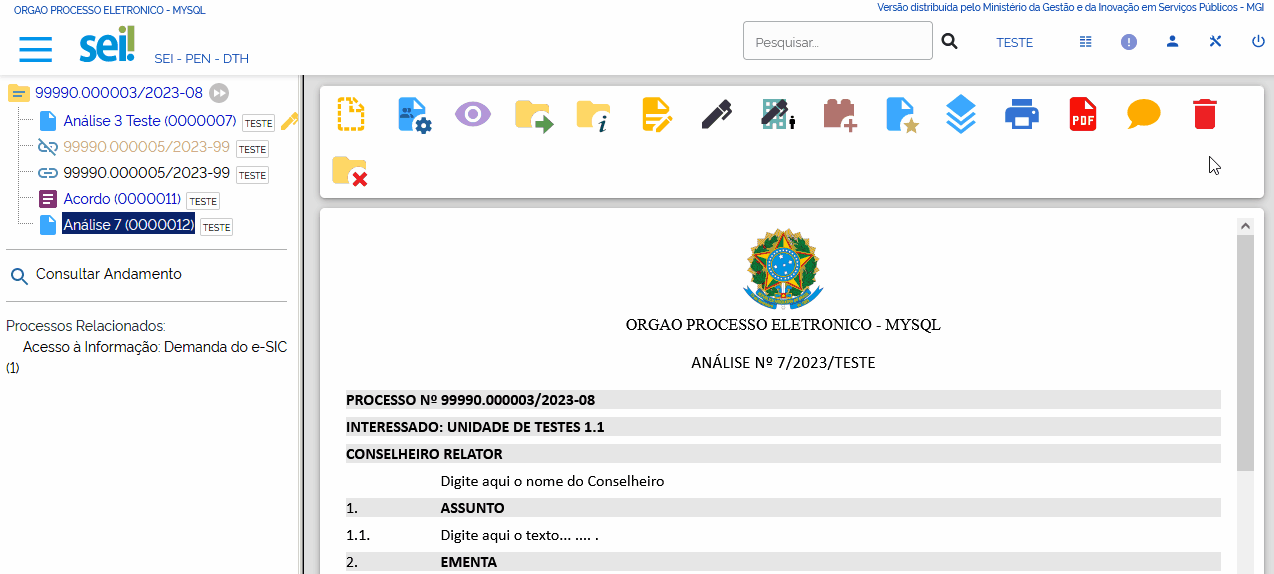 ORGAO PROCESSO ELETRONICO - MYSQL
Versão distribuída pelo Ministério da Gestão e da Inovação em Serviços Públicos - MGI
sei!
SEI - PEN - DTH
Pesquisar...
TESTE
99990.000003/2023-08
Análise 3 Teste (0000007) TESTE
99990.000005/2023-99 TESTE
99990.000005/2023-99 TESTE
Acordo (0000011) TESTE
Análise 7 (0000012) TESTE
Consultar Andamento
Processos Relacionados:
Acesso à Informação: Demanda do e-SIC
(1)
PDF
ORGAO PROCESSO ELETRONICO - MYSQL
ANÁLISE Nº 7/2023/TESTE
PROCESSO Nº 99990.000003/2023-08
INTERESSADO: UNIDADE DE TESTES 1.1
CONSELHEIRO RELATOR
Digite aqui o nome do Conselheiro
1. ASSUNTO
1.1. Digite aqui o texto... .... .
2. EMENTA